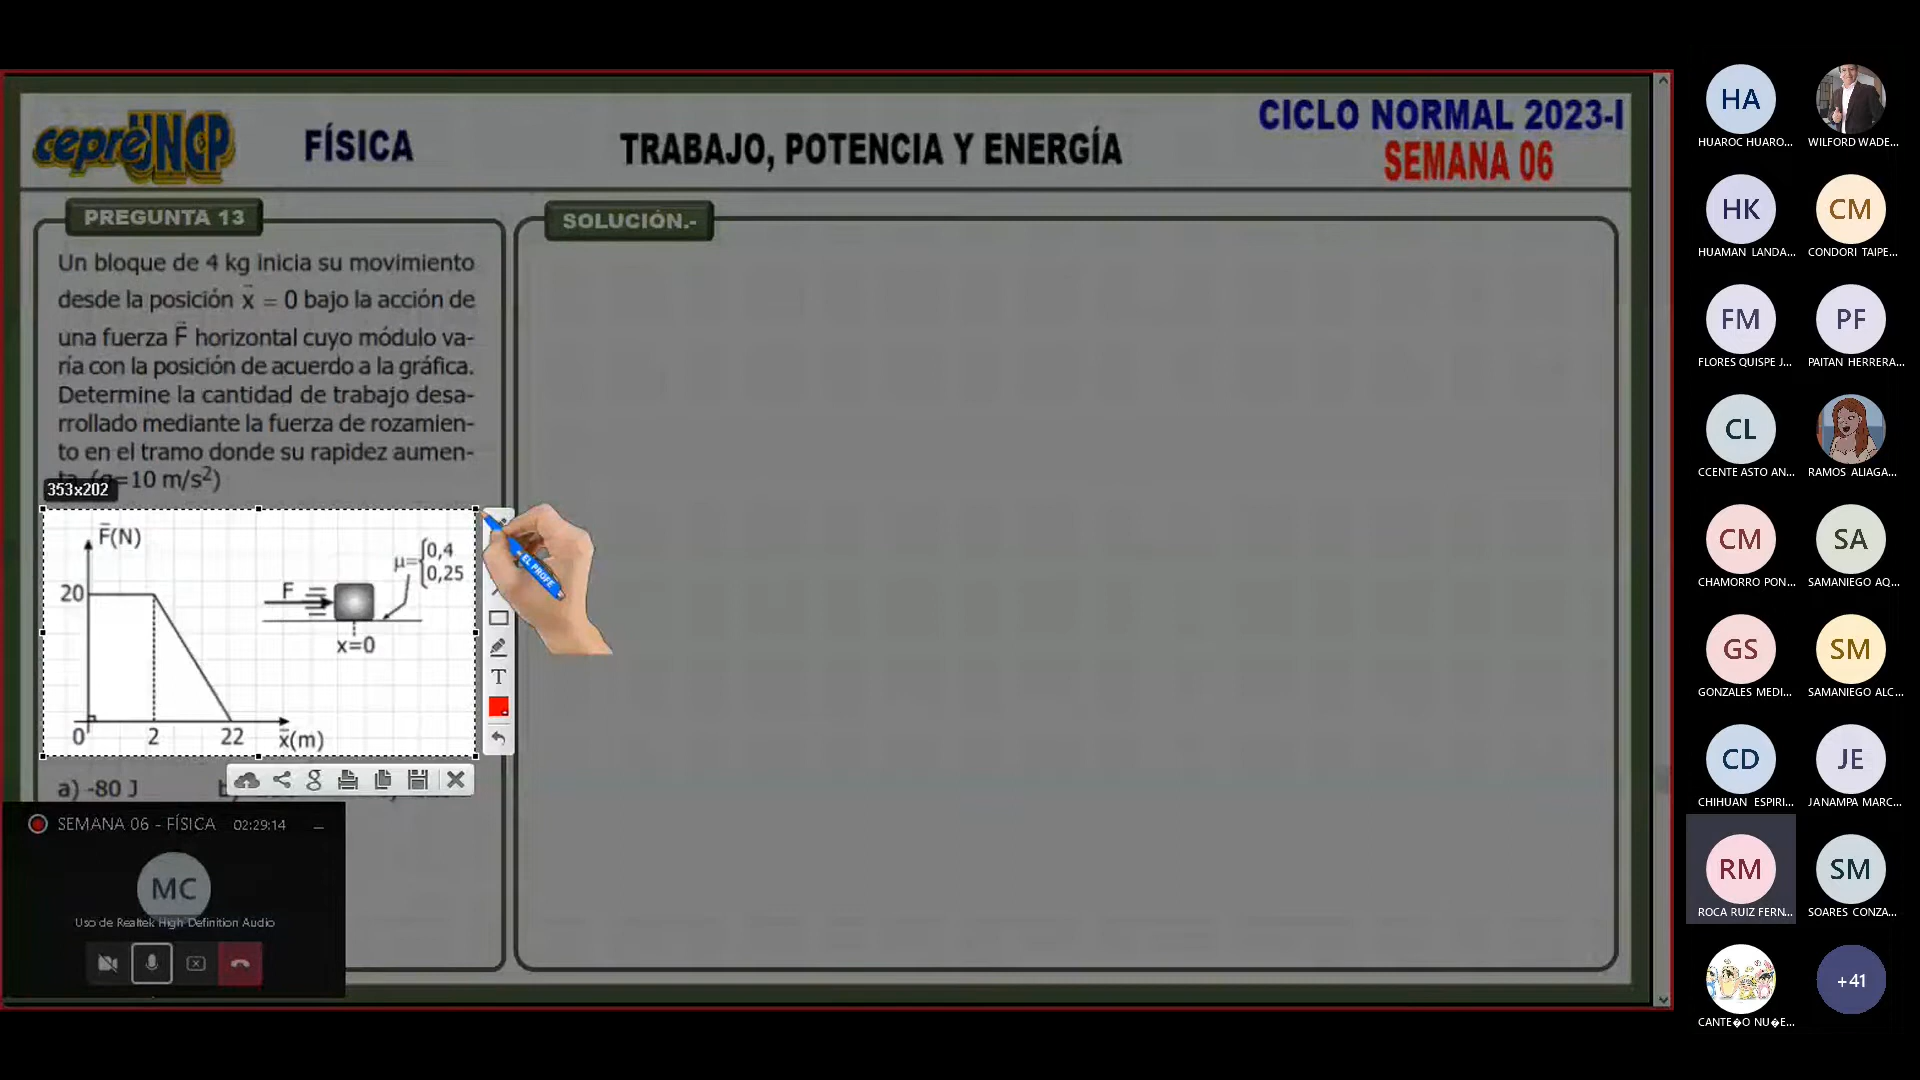 cepreUNCP
FÍSICA
TRABAJO, POTENCIA Y ENERGÍA
CICLO NORMAL 2023-I
SEMANA 06
PREGUNTA 13
SOLUCIÓN.-
Un bloque de 4 kg inicia su movimiento
desde la posición x = 0 bajo la acción de
una fuerza F horizontal cuyo módulo va-
ría con la posición de acuerdo a la gráfica.
Determine la cantidad de trabajo desa-
rrollado mediante la fuerza de rozamien-
to en el tramo donde su rapidez aumen-
=10 m/s²)
353x202
F(N)
20
0
2
22
x(m)
F
μ={0,4
0,25
x=0
EL PROFE
T
a) -80 J
SEMANA 06 - FÍSICA 02:29:14
MC
Uso de Realtek High Definition Audio
HA
HUAROC HUARO...
WILFORD WADE...
HK
HUAMAN LANDA...
CM
CONDORI TAIPE...
FM
FLORES QUISPE J...
PF
PAITAN HERRERA...
CL
CCENTE ASTO AN...
RAMOS ALIAGA...
CM
CHAMORRO PON...
SA
SAMANIEGO AQ...
GS
GONZALES MEDI...
SM
SAMANIEGO ALC...
CD
CHIHUAN ESPIRI...
JE
JANAMPA MARC...
RM
ROCA RUIZ FERN...
SM
SOARES CONZA...
CANTE�O NU�E...
+41